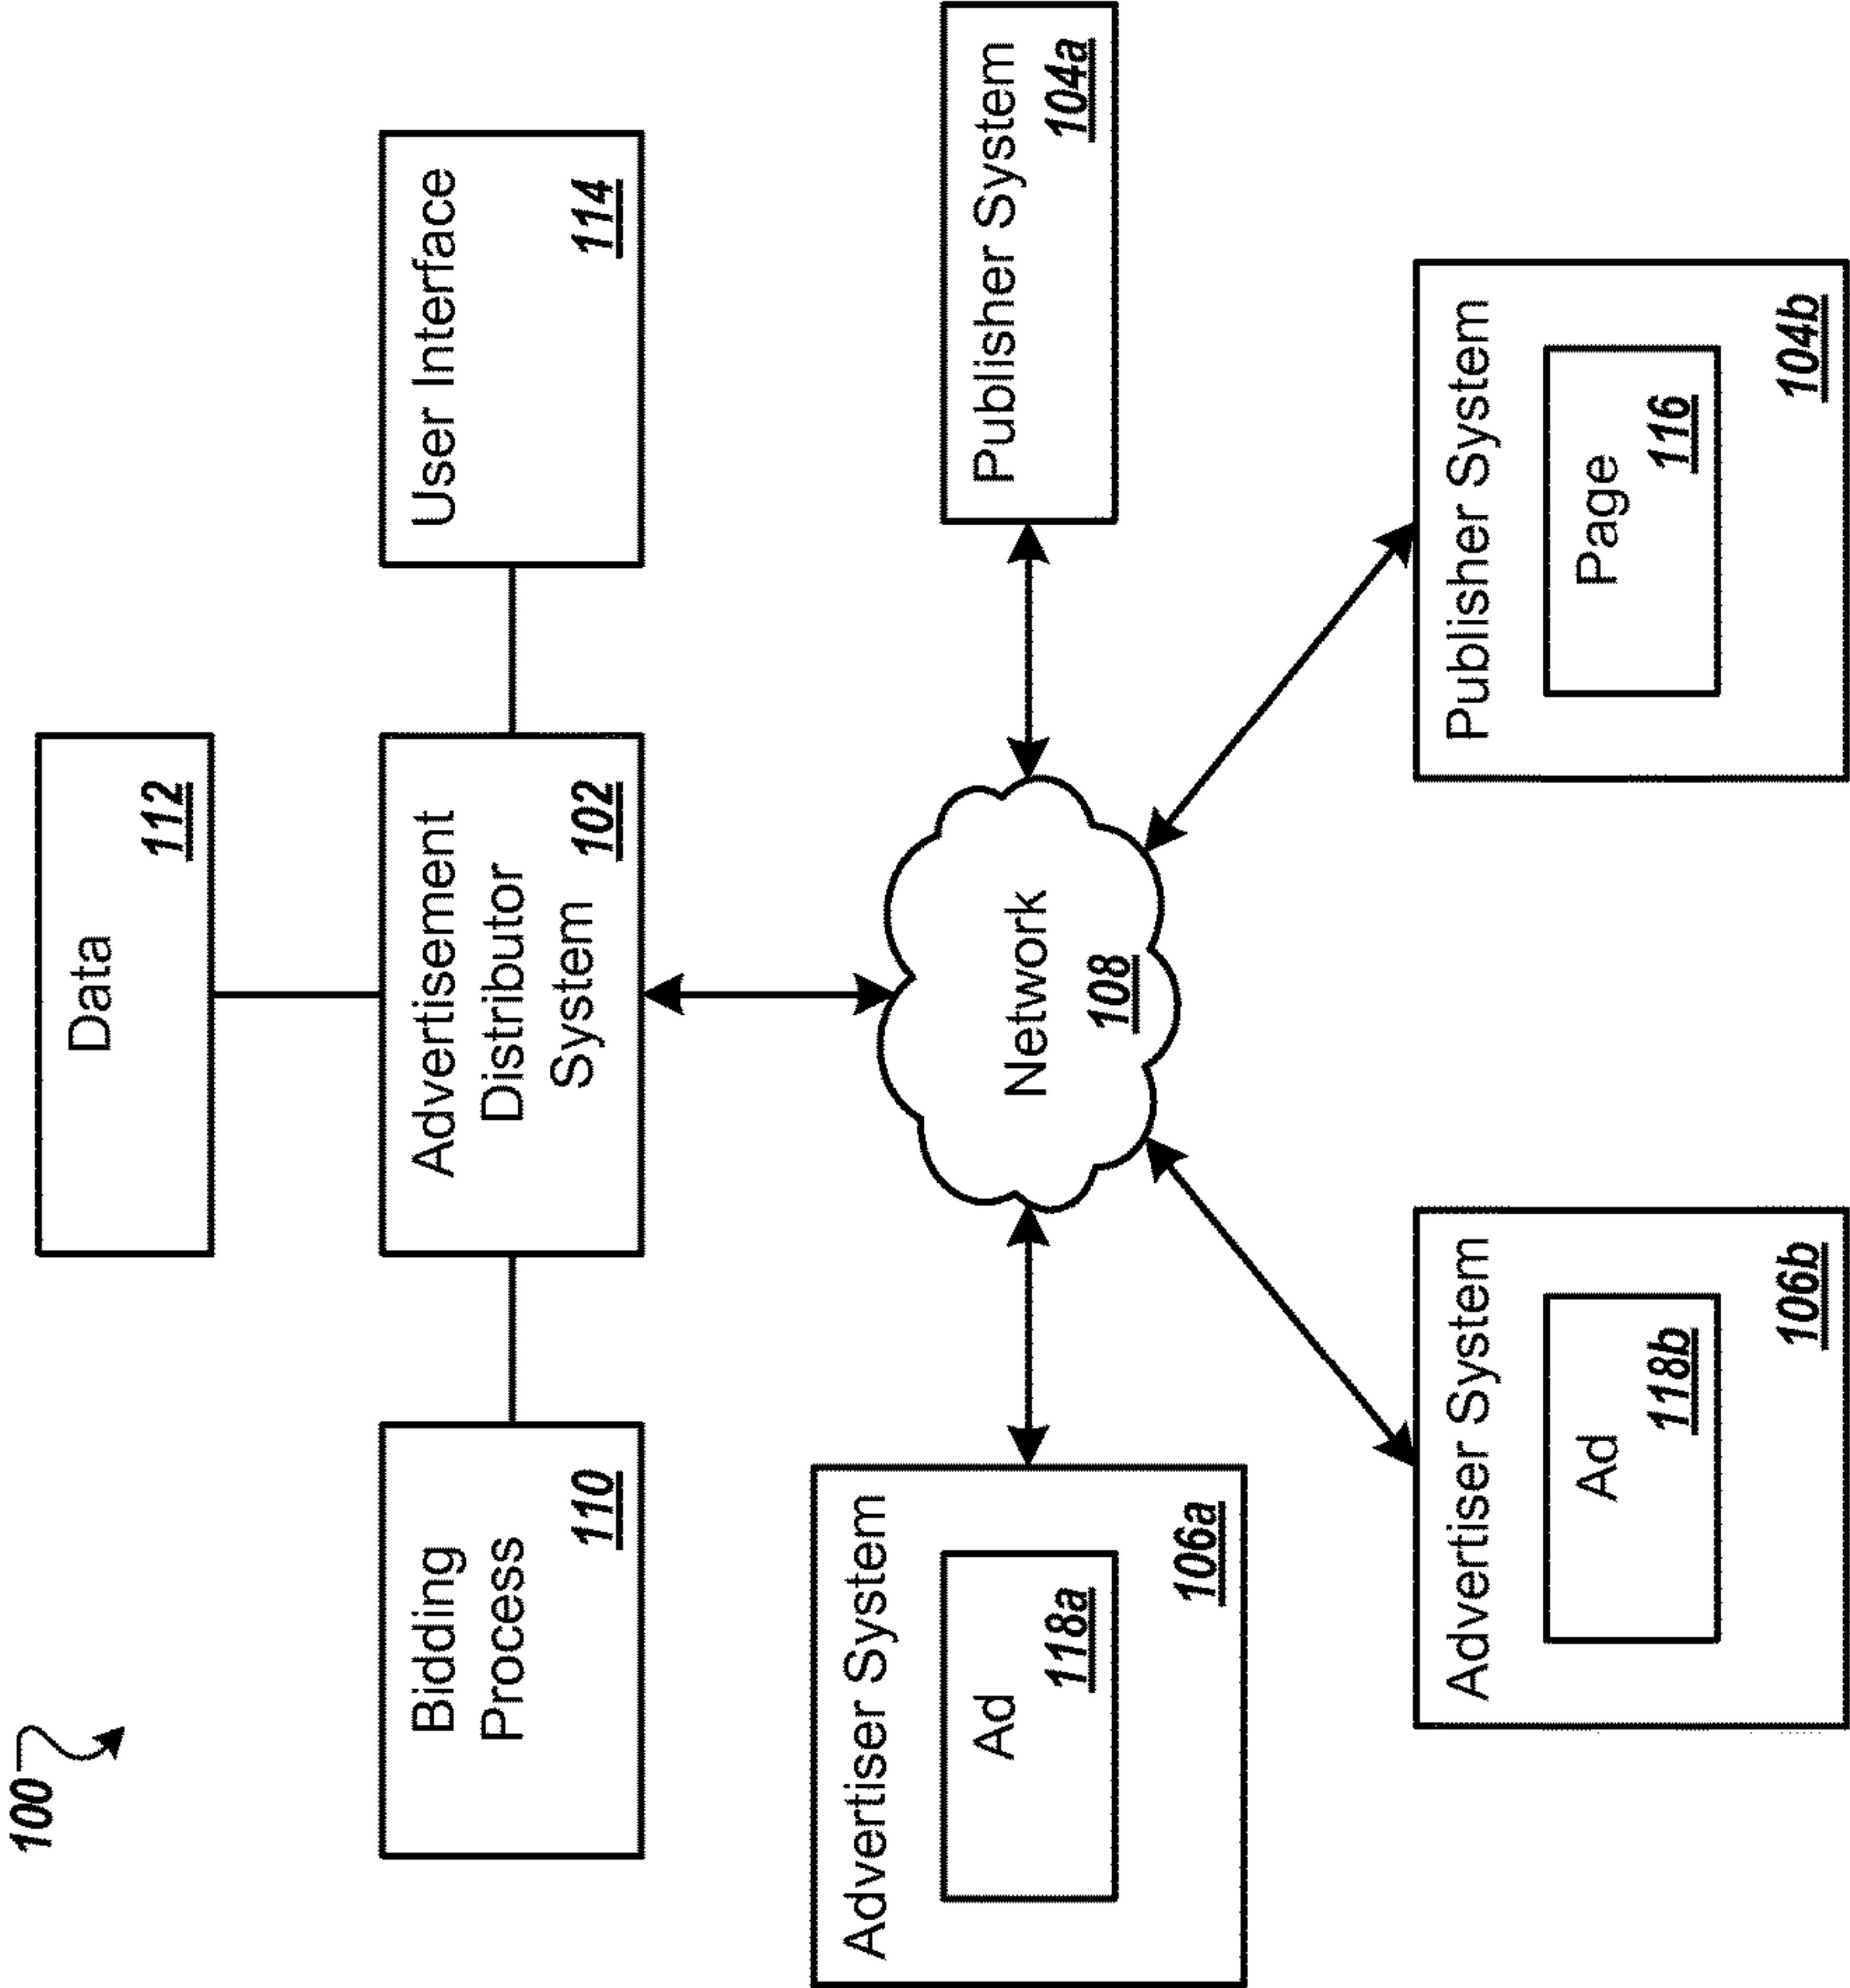 100
Data
112
Bidding
Process
110
Advertisement
Distributor
System
102
User Interface
114
Advertiser System
Ad
118a
106a
Network
108
Publisher System
104a
Advertiser System
Ad
118b
106b
Publisher System
Page
116
104b